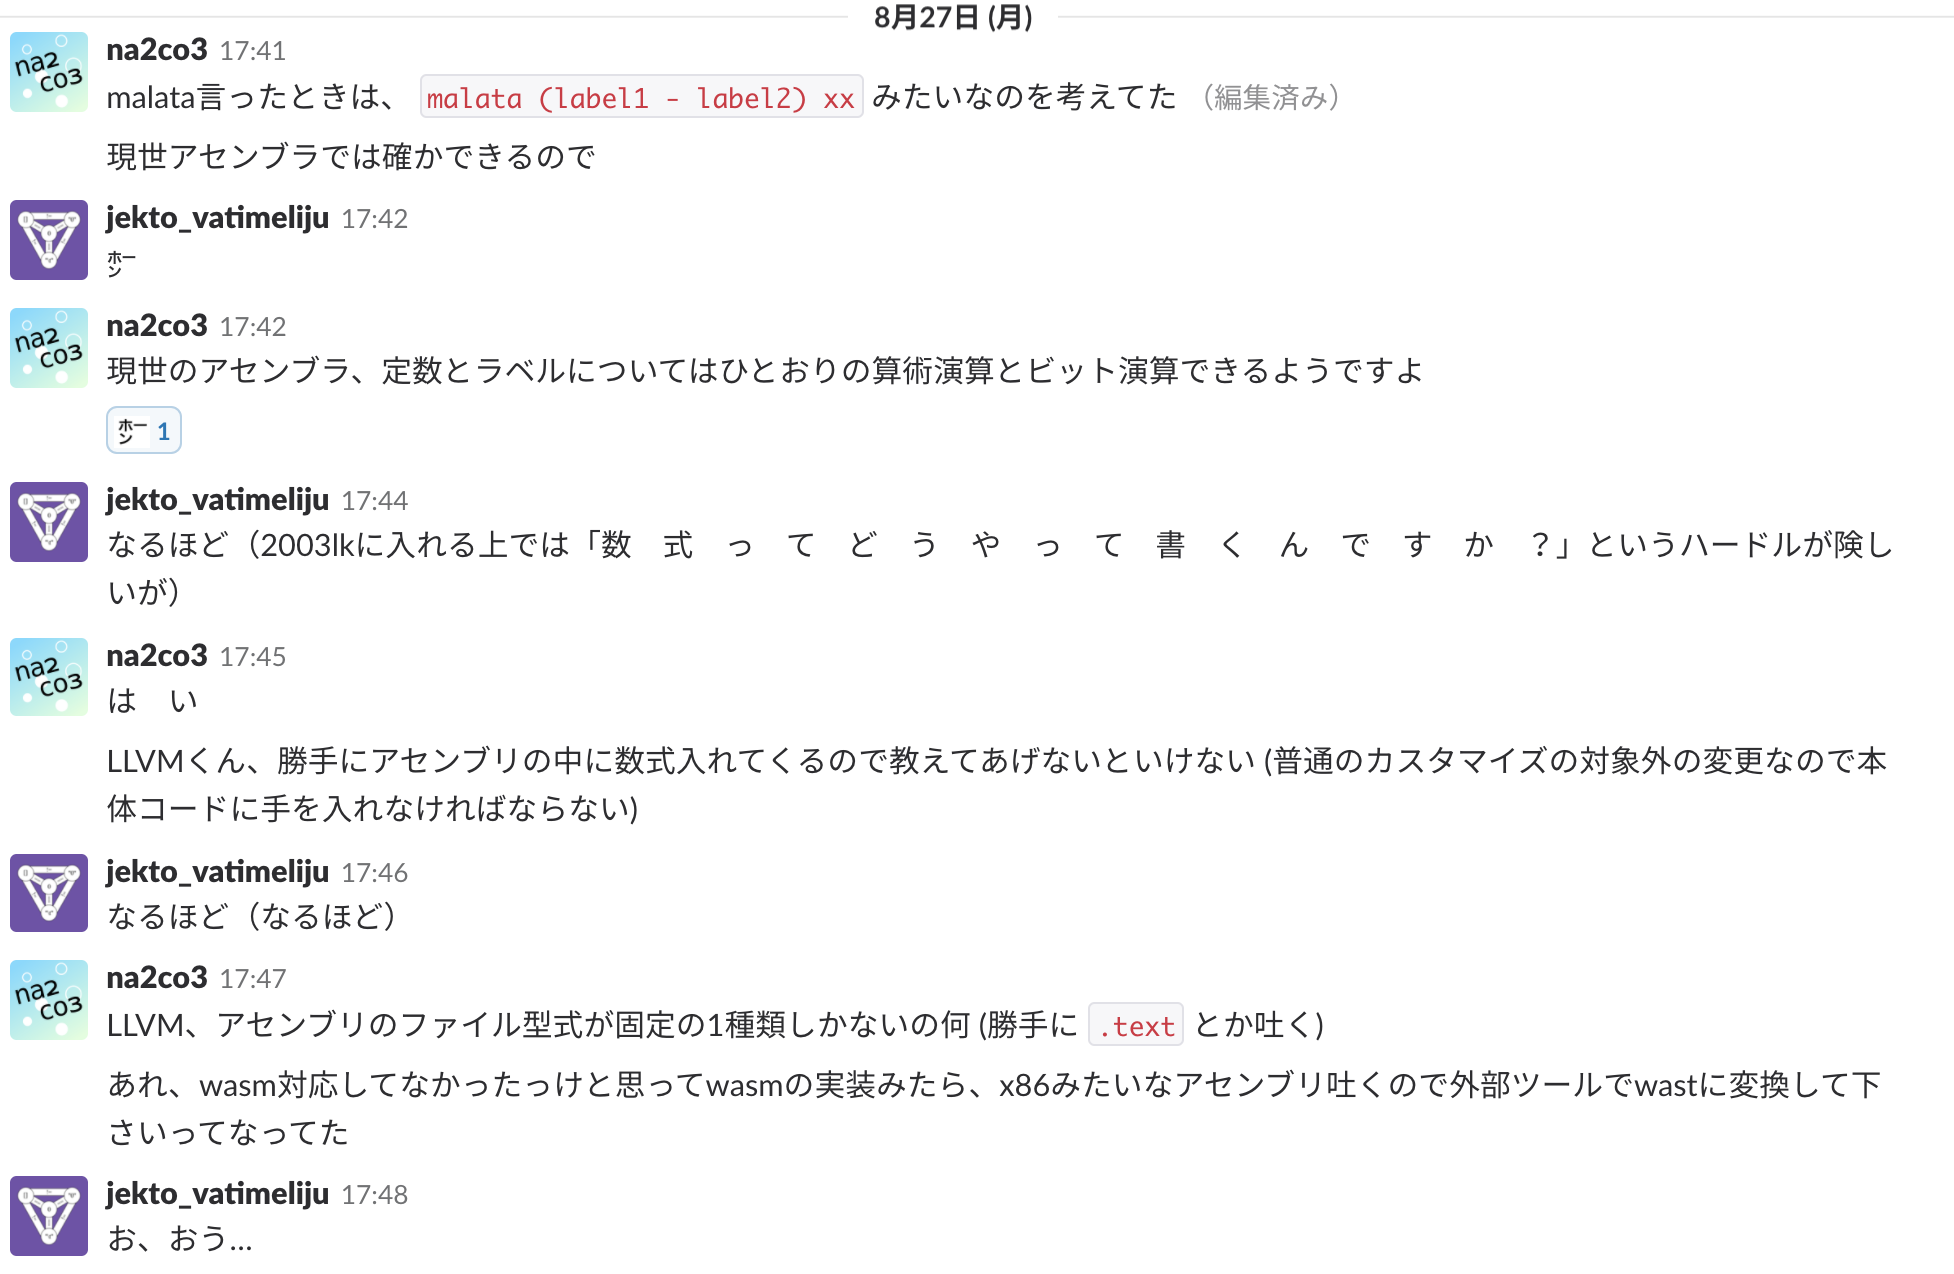 8月27日 (月)
na2co3 17:41
malata言ったときは、 malata (label1 - label2) xx みたいなのを考えてた （編集済み）
現世アセンブラでは確かできるので
jekto_vatimeliju 17:42
ホーン
na2co3 17:42
現世のアセンブラ、定数とラベルについてはひとおりの算術演算とビット演算できるようですよ
ホーン 1
jekto_vatimeliju 17:44
なるほど（2003lkに入れる上では「数　式　っ　て　ど　う　や　っ　て　書　く　ん　で　す　か　？」というハードルが険し
いが）
na2co3 17:45
は　い
LLVMくん、勝手にアセンブリの中に数式入れてくるので教えてあげないといけない (普通のカスタマイズの対象外の変更なので本
体コードに手を入れなければならない)
jekto_vatimeliju 17:46
なるほど（なるほど）
na2co3 17:47
LLVM、アセンブリのファイル型式が固定の1種類しかないの何 (勝手に .text とか吐く)
あれ、wasm対応してなかったっけと思ってwasmの実装みたら、x86みたいなアセンブリ吐くので外部ツールでwastに変換して下
さいってなってた
jekto_vatimeliju 17:48
お、おう...
na2
co3
na2
co3
na2
co3
na2
co3